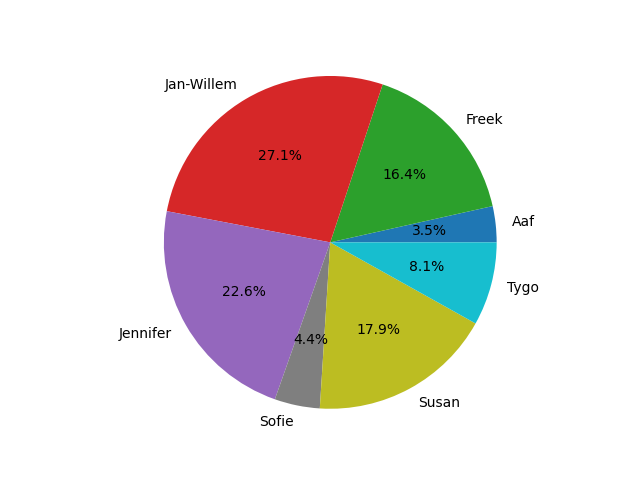 Jan-Willem
Freek
27.1%
16.4%
Aaf
3.5%
8.1%
Tygo
22.6%
17.9%
Jennifer
4.4%
Susan
Sofie